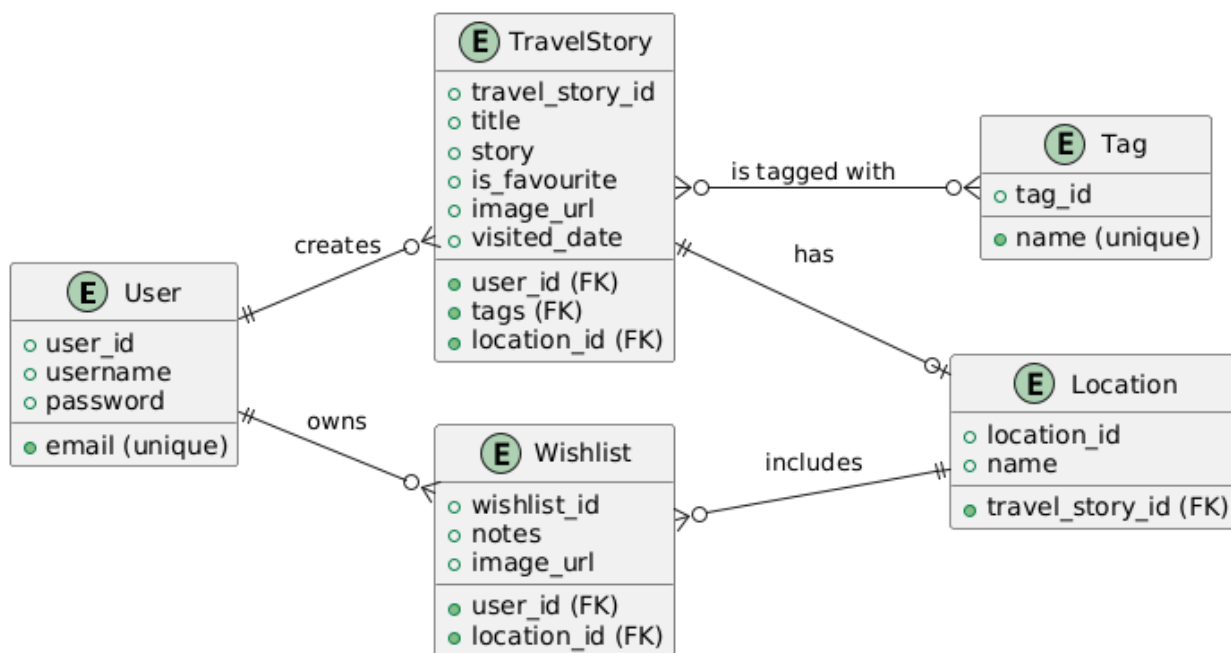 E TravelStory
travel_story_id
title
story
is_favourite
image_url
visited_date
user_id (FK)
tags (FK)
location_id (FK)
is tagged with
E Tag
tag_id
name (unique)
creates
has
E User
user_id
username
password
email (unique)
owns
E Wishlist
wishlist_id
notes
image_url
user_id (FK)
location_id (FK)
includes
E Location
location_id
name
travel_story_id (FK)